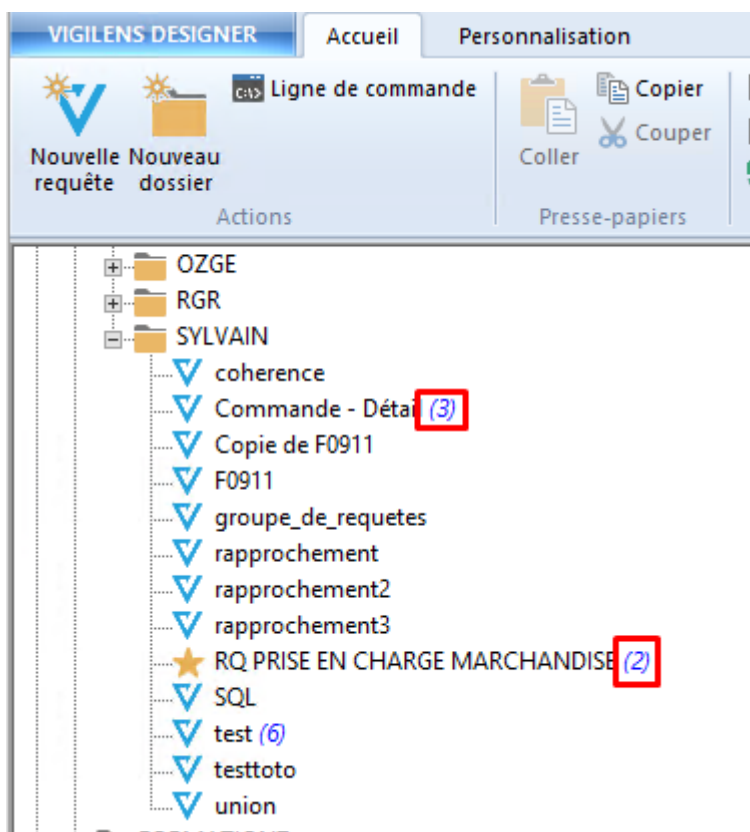 VIGILENS DESIGNER Accueil Personnalisation
Ligne de commande
Copier
Couper
Nouvelle requête
Nouveau dossier
Coller
Actions
Presse-papiers
OZGE
RGR
SYLVAIN
coherence
Commande - Détai (3)
Copie de F0911
F0911
groupe_de_requetes
rapprochement
rapprochement2
rapprochement3
RQ PRISE EN CHARGE MARCHANDISE (2)
SQL
test (6)
testtoto
union